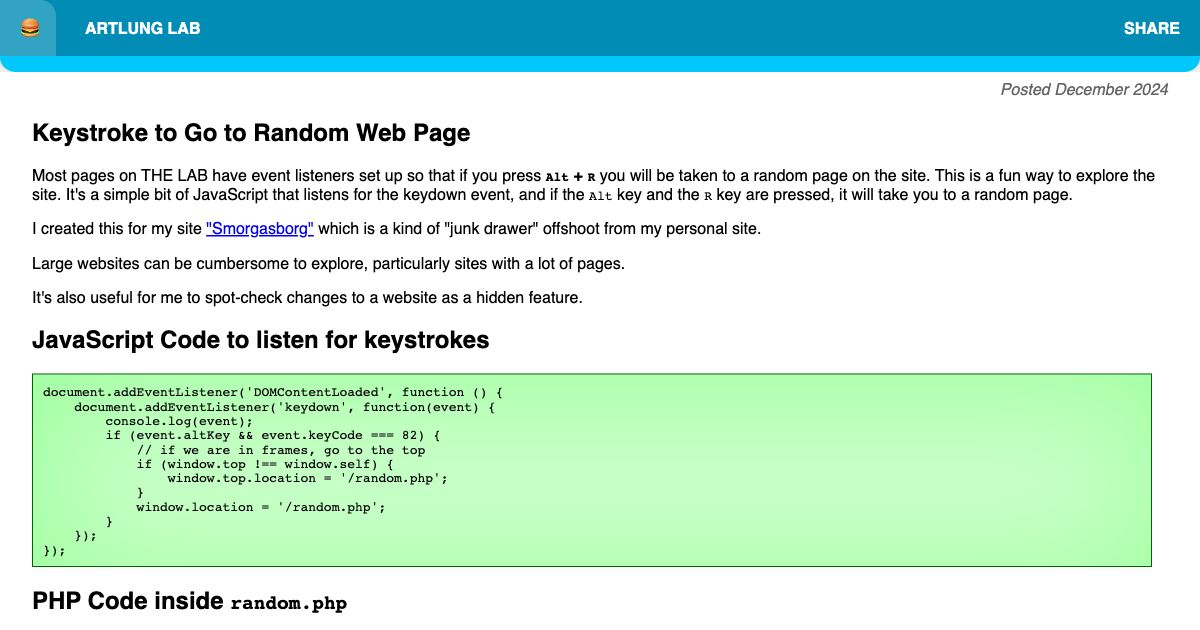 ARTLUNG LAB
SHARE
Posted December 2024
Keystroke to Go to Random Web Page
Most pages on THE LAB have event listeners set up so that if you press Alt + R you will be taken to a random page on the site. This is a fun way to explore the
site. It's a simple bit of JavaScript that listens for the keydown event, and if the Alt key and the R key are pressed, it will take you to a random page.
I created this for my site "Smorgasborg" which is a kind of "junk drawer" offshoot from my personal site.
Large websites can be cumbersome to explore, particularly sites with a lot of pages.
It's also useful for me to spot-check changes to a website as a hidden feature.
JavaScript Code to listen for keystrokes
document.addEventListener('DOMContentLoaded', function () {
    document.addEventListener('keydown', function(event) {
        console.log(event);
        if (event.altKey && event.keyCode === 82) {
            // if we are in frames, go to the top
            if (window.top !== window.self) {
                window.top.location = '/random.php';
            }
            window.location = '/random.php';
        }
    });
});
PHP Code inside random.php